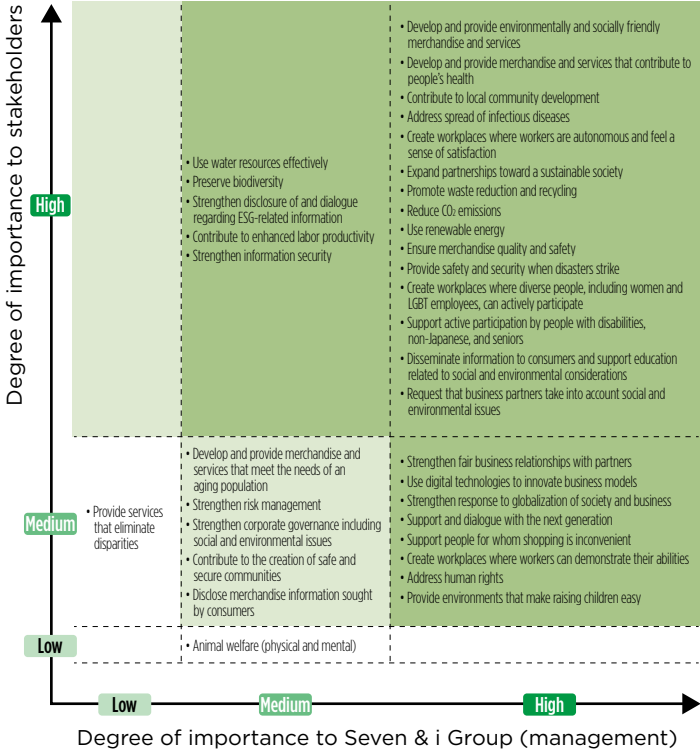 Degree of importance to stakeholders
High
Medium
Low
• Use water resources effectively
• Preserve biodiversity
• Strengthen disclosure of and dialogue
regarding ESG-related information
• Contribute to enhanced labor productivity
• Strengthen information security
• Develop and provide environmentally and socially friendly
merchandise and services
• Develop and provide merchandise and services that contribute to
people's health
• Contribute to local community development
• Address spread of infectious diseases
• Create workplaces where workers are autonomous and feel a
sense of satisfaction
• Expand partnerships toward a sustainable society
• Promote waste reduction and recycling
• Reduce CO₂ emissions
• Use renewable energy
• Ensure merchandise quality and safety
• Provide safety and security when disasters strike
• Create workplaces where diverse people, including women and
LGBT employees, can actively participate
• Support active participation by people with disabilities,
non-Japanese, and seniors
• Disseminate information to consumers and support education
related to social and environmental considerations
• Request that business partners take into account social and
environmental issues
• Provide services
that eliminate
disparities
• Develop and provide merchandise and
services that meet the needs of an
aging population
• Strengthen risk management
• Strengthen corporate governance including
social and environmental issues
• Contribute to the creation of safe and
secure communities
• Disclose merchandise information sought
by consumers
• Strengthen fair business relationships with partners
• Use digital technologies to innovate business models
• Strengthen response to globalization of society and business
• Support and dialogue with the next generation
• Support people for whom shopping is inconvenient
• Create workplaces where workers can demonstrate their abilities
• Address human rights
• Provide environments that make raising children easy
• Animal welfare (physical and mental)
Low
Medium
High
Degree of importance to Seven & i Group (management)